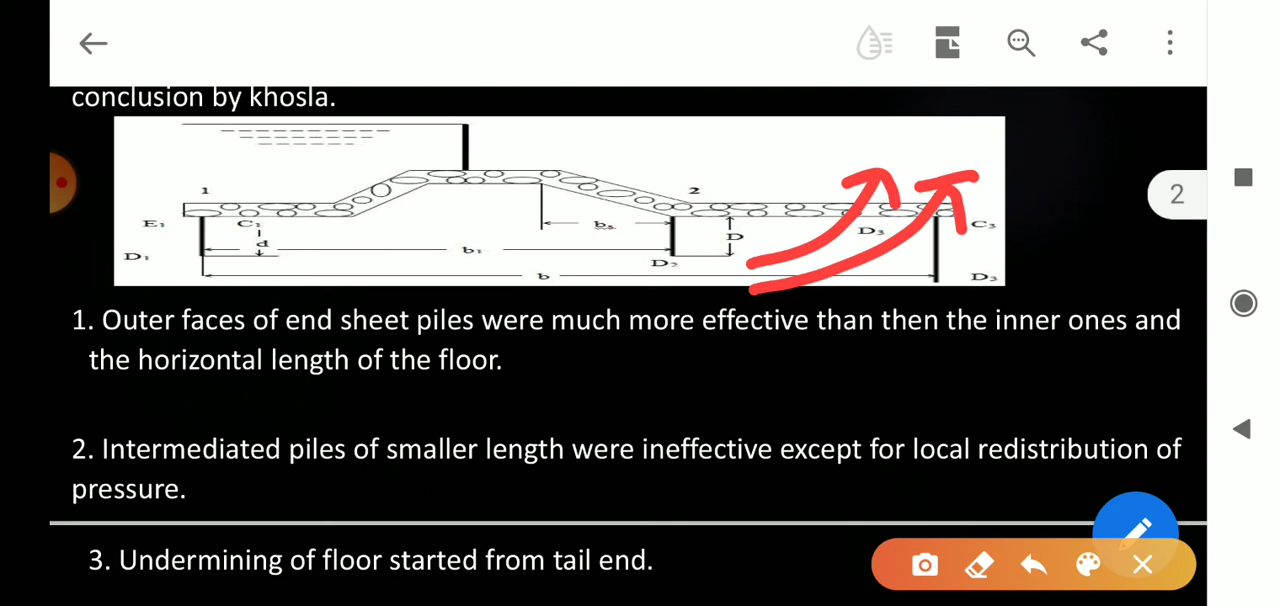 conclusion by khosla.
1
2
E₁
C₁
d
D₁
b₁
bₛ
D₂
D
D₃
C₃
b
D₃
2
1. Outer faces of end sheet piles were much more effective than then the inner ones and
the horizontal length of the floor.
2. Intermediated piles of smaller length were ineffective except for local redistribution of
pressure.
3. Undermining of floor started from tail end.